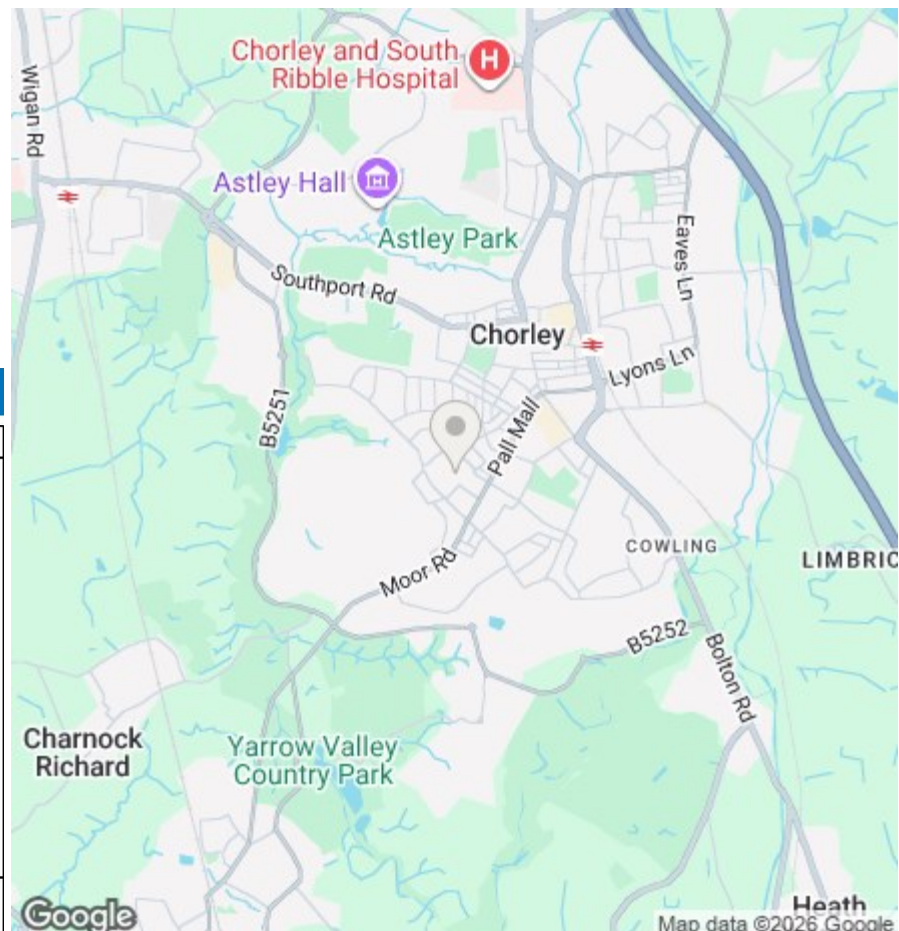 Chorley and South
Ribble Hospital
H
Wigan Rd
Astley Hall
Astley Park
Eaves Ln
Southport Rd
Chorley
Lyons Ln
B5251
Pall Mall
COWLING
LIMBRIC
Moor Rd
B5252
Bolton Rd
Charnock
Richard
Yarrow Valley
Country Park
Heath
Google
Map data ©2026 Google